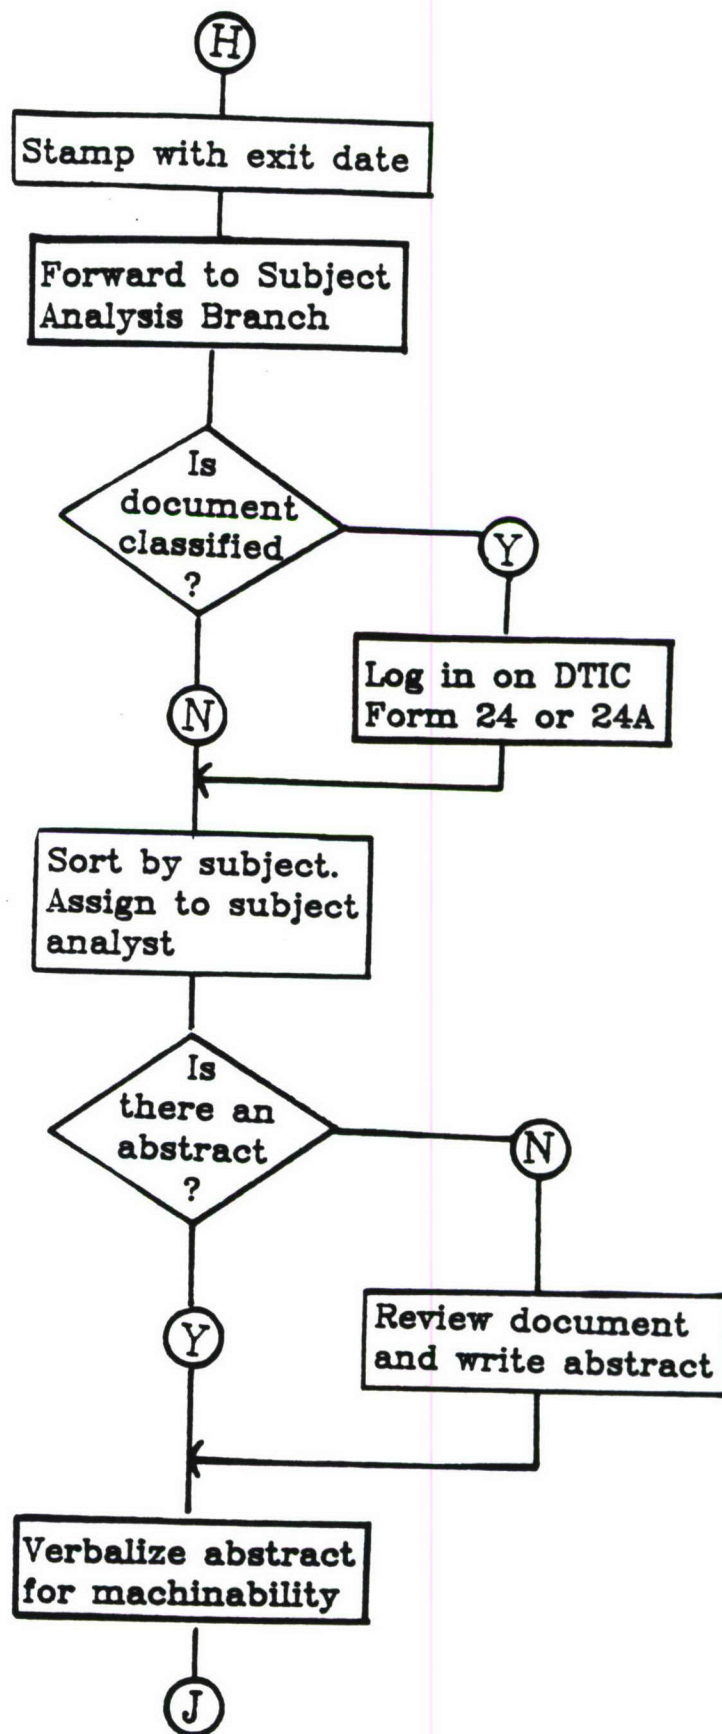 H
Stamp with exit date
Forward to Subject
Analysis Branch
Is
document
classified
?
Y
Log in on DTIC
Form 24 or 24A
N
Sort by subject.
Assign to subject
analyst
Is
there an
abstract
?
N
Review document
and write abstract
Y
Verbalize abstract
for machinability
J